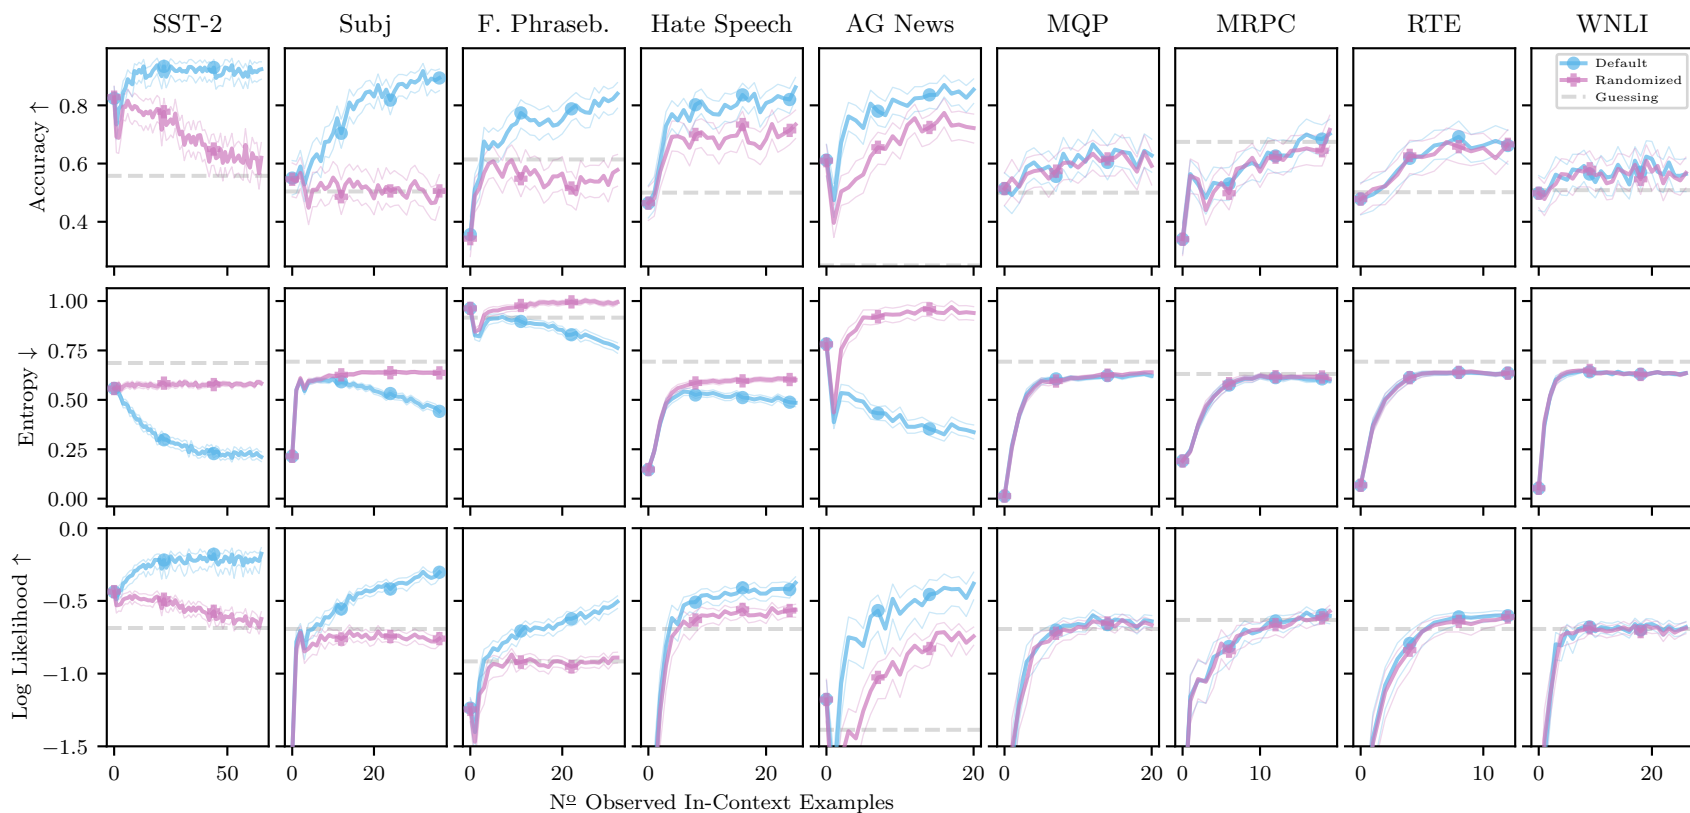 SST-2 Subj F. Phraseb. Hate Speech AG News MQP MRPC RTE WNLI
Accuracy ↑
0.8
0.6
0.4
Default
Randomized
Guessing
Entropy ↓
1.00
0.75
0.50
0.25
0.00
Log Likelihood ↑
0.0
−0.5
−1.0
−1.5
0 50 0 20 0 20 0 20 0 20 0 20 0 10 0 10 0 20
Nº Observed In-Context Examples